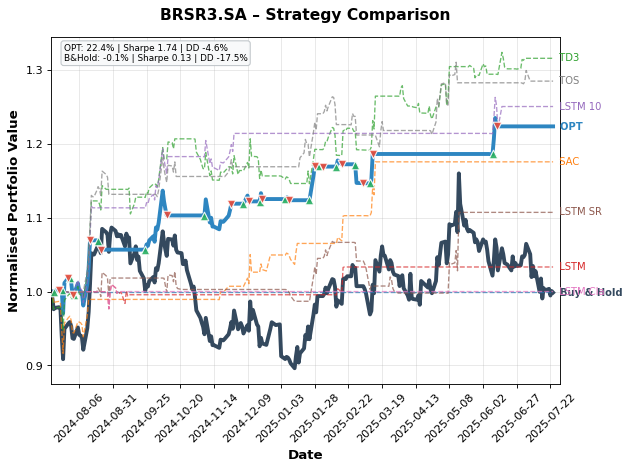 BRSR3.SA – Strategy Comparison
OPT: 22.4% | Sharpe 1.74 | DD -4.6%
B&Hold: -0.1% | Sharpe 0.13 | DD -17.5%
Normalised Portfolio Value
1.3
1.2
1.1
1.0
0.9
TD3
TOS
LSTM 10
OPT
SAC
LSTM SR
LSTM
Buy & Hold
2024-08-06
2024-08-31
2024-09-25
2024-10-20
2024-11-14
2024-12-09
2025-01-03
2025-01-28
2025-02-22
2025-03-19
2025-04-13
2025-05-08
2025-06-02
2025-06-27
2025-07-22
Date